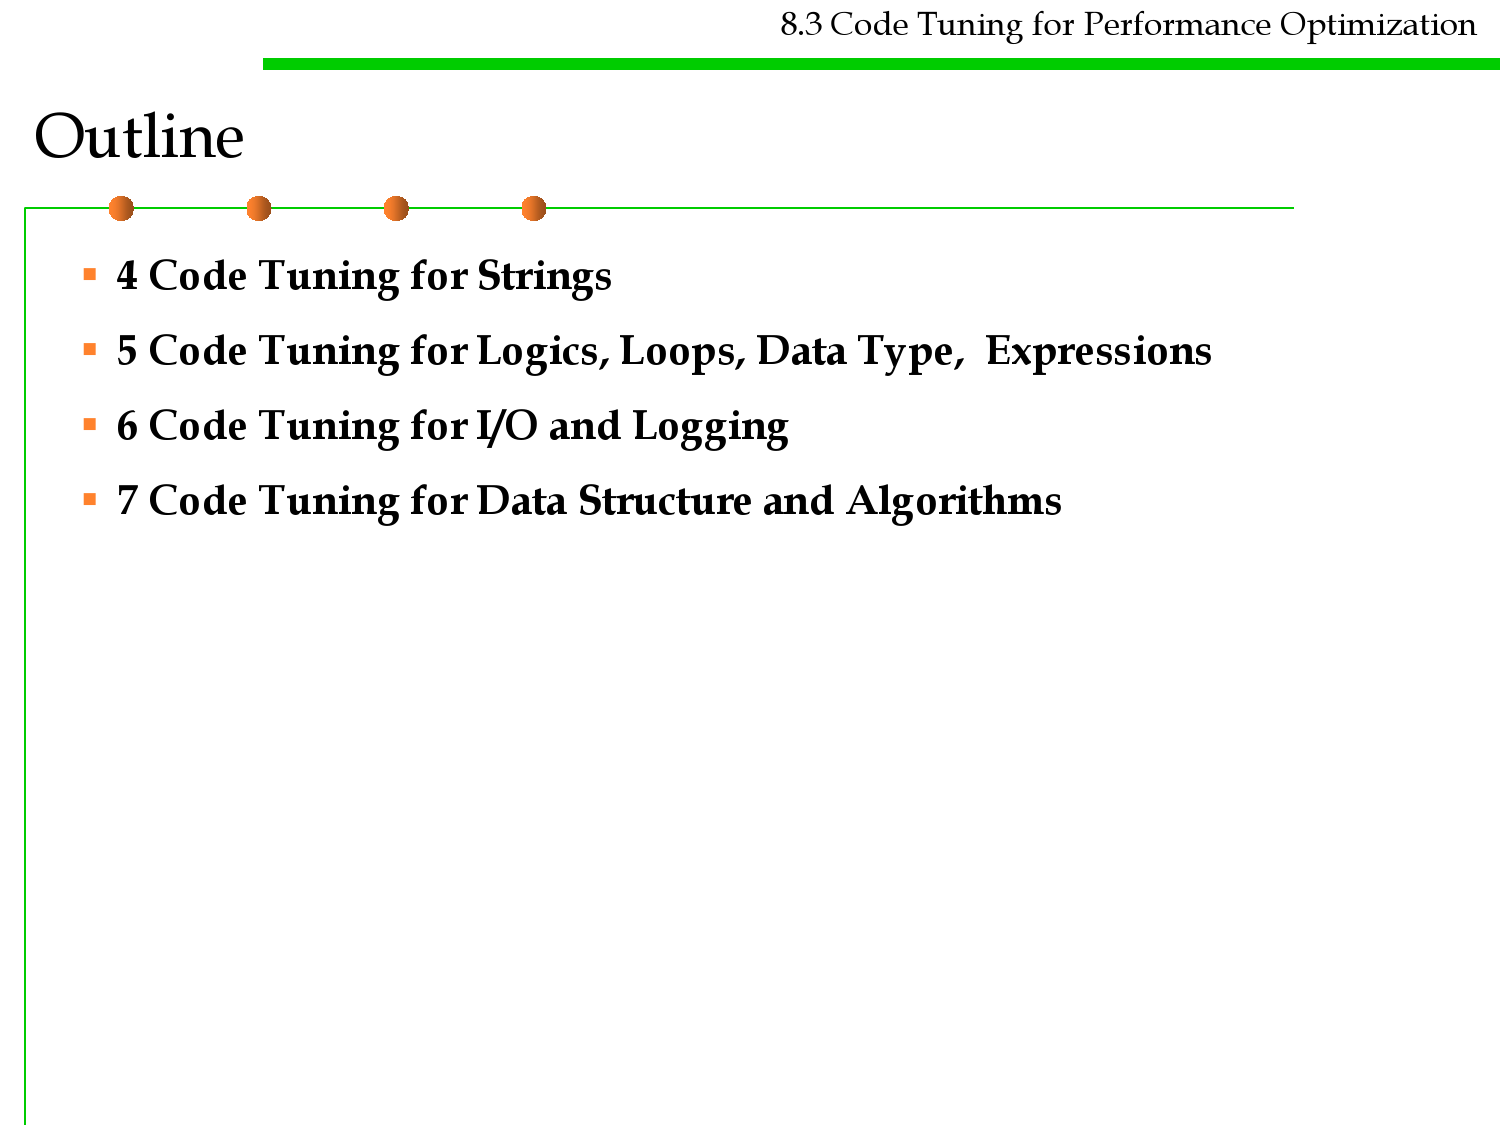 8.3 Code Tuning for Performance Optimization
Outline
▪ 4 Code Tuning for Strings
▪ 5 Code Tuning for Logics, Loops, Data Type,  Expressions
▪ 6 Code Tuning for I/O and Logging
▪ 7 Code Tuning for Data Structure and Algorithms